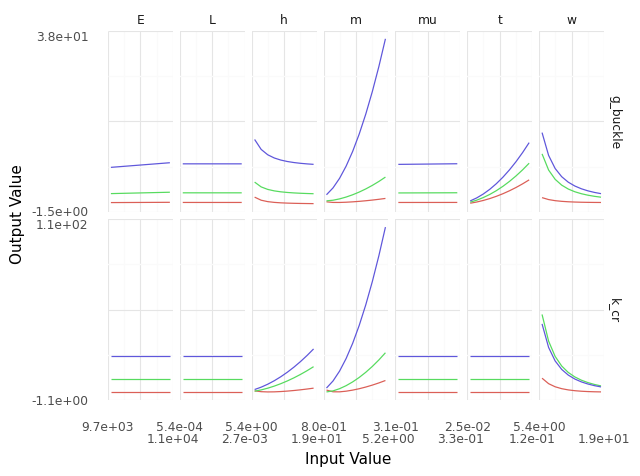 E L h m mu t w
3.8e+01
g_buckle
-1.5e+00
1.1e+02
Output Value
k_cr
-1.1e+00
9.7e+03 5.4e-04 5.4e+00 8.0e-01 3.1e-01 2.5e-02 5.4e+00
1.1e+04 2.7e-03 1.9e+01 5.2e+00 3.3e-01 1.2e-01 1.9e+01
Input Value